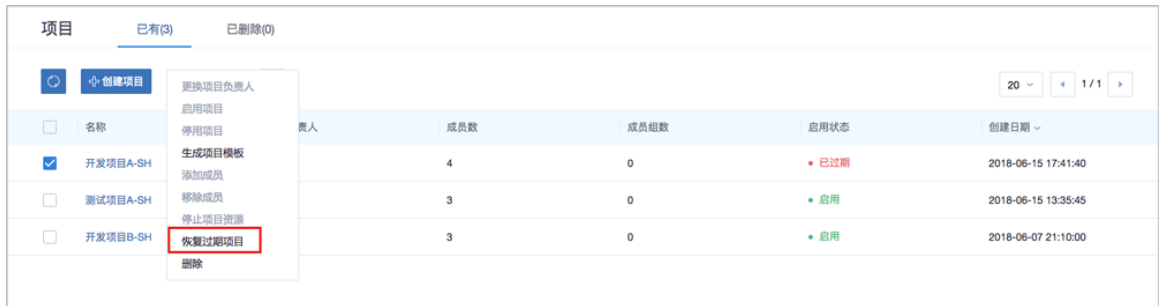 项目 已有(3) 已删除(0)
创建项目 20 1 / 1
更换项目负责人
启用项目
停用项目
生成项目模板
添加成员
移除成员
停止项目资源
恢复过期项目
删除
名称 责人 成员数 成员组数 启用状态 创建日期
开发项目A-SH 4 0 已过期 2018-06-15 17:41:40
测试项目A-SH 3 0 启用 2018-06-15 13:35:45
开发项目B-SH 3 0 启用 2018-06-07 21:10:00